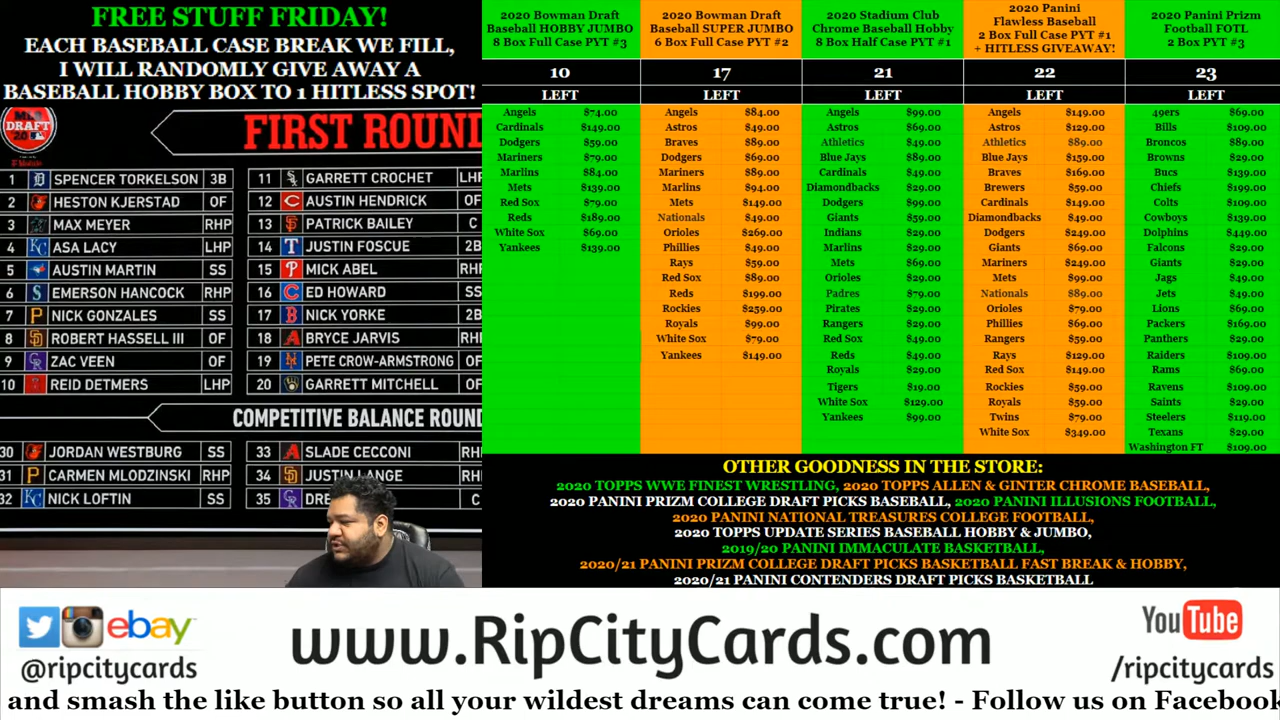 FREE STUFF FRIDAY!
EACH BASEBALL CASE BREAK WE FILL,
I WILL RANDOMLY GIVE AWAY A
BASEBALL HOBBY BOX TO 1 HITLESS SPOT!
DRAFT
FIRST ROUN
1 SPENCER TORKELSON 3B
2 HESTON KJERSTAD OF
3 MAX MEYER RHP
4 ASA LACY LHP
5 AUSTIN MARTIN SS
6 EMERSON HANCOCK RHP
7 NICK GONZALES SS
8 ROBERT HASSELL III OF
9 ZAC VEEN OF
10 REID DETMERS LHP
11 GARRETT CROCHET LH
12 AUSTIN HENDRICK OF
13 PATRICK BAILEY C
14 JUSTIN FOSCUE 2B
15 MICK ABEL RH
16 ED HOWARD SS
17 NICK YORKE 2B
18 BRYCE JARVIS RH
19 PETE CROW-ARMSTRONG OF
20 GARRETT MITCHELL OF
COMPETITIVE BALANCE ROUN
30 JORDAN WESTBURG SS
31 CARMEN MLODZINSKI RHP
32 NICK LOFTIN SS
33 SLADE CECCONI RH
34 JUSTIN LANGE RH
35 DRE C
2020 Bowman Draft
Baseball HOBBY JUMBO
8 Box Full Case PYT #3
10
LEFT
Angels $74.00
Cardinals $149.00
Dodgers $59.00
Mariners $79.00
Marlins $84.00
Mets $139.00
Red Sox $79.00
Reds $189.00
White Sox $69.00
Yankees $139.00
2020 Bowman Draft
Baseball SUPER JUMBO
6 Box Full Case PYT #2
17
LEFT
Angels $84.00
Astros $49.00
Braves $89.00
Dodgers $69.00
Mariners $89.00
Marlins $94.00
Mets $149.00
Nationals $49.00
Orioles $269.00
Phillies $49.00
Rays $59.00
Red Sox $89.00
Reds $199.00
Rockies $259.00
Royals $99.00
White Sox $79.00
Yankees $149.00
2020 Stadium Club
Chrome Baseball Hobby
8 Box Half Case PYT #1
21
LEFT
Angels $99.00
Astros $69.00
Athletics $49.00
Blue Jays $89.00
Cardinals $49.00
Diamondbacks $29.00
Dodgers $99.00
Giants $59.00
Indians $29.00
Marlins $29.00
Mets $69.00
Orioles $29.00
Padres $79.00
Pirates $29.00
Rangers $29.00
Red Sox $49.00
Reds $49.00
Royals $29.00
Tigers $19.00
White Sox $129.00
Yankees $99.00
2020 Panini
Flawless Baseball
2 Box Full Case PYT #1
+ HITLESS GIVEAWAY!
22
LEFT
Angels $149.00
Astros $129.00
Athletics $89.00
Blue Jays $159.00
Braves $169.00
Brewers $59.00
Cardinals $149.00
Diamondbacks $49.00
Dodgers $249.00
Giants $69.00
Mariners $249.00
Mets $99.00
Nationals $89.00
Orioles $79.00
Phillies $69.00
Rangers $59.00
Rays $129.00
Red Sox $149.00
Rockies $59.00
Royals $59.00
Twins $79.00
White Sox $349.00
2020 Panini Prizm
Football FOTL
2 Box PYT #3
23
LEFT
49ers $69.00
Bills $109.00
Broncos $89.00
Browns $29.00
Bucs $139.00
Chiefs $199.00
Colts $109.00
Cowboys $139.00
Dolphins $449.00
Falcons $29.00
Giants $29.00
Jags $49.00
Jets $49.00
Lions $69.00
Packers $169.00
Panthers $29.00
Raiders $109.00
Rams $69.00
Ravens $109.00
Saints $29.00
Steelers $119.00
Texans $29.00
Washington FT $109.00
OTHER GOODNESS IN THE STORE:
2020 TOPPS WWE FINEST WRESTLING, 2020 TOPPS ALLEN & GINTER CHROME BASEBALL,
2020 PANINI PRIZM COLLEGE DRAFT PICKS BASEBALL, 2020 PANINI ILLUSIONS FOOTBALL,
2020 PANINI NATIONAL TREASURES COLLEGE FOOTBALL,
2020 TOPPS UPDATE SERIES BASEBALL HOBBY & JUMBO,
2019/20 PANINI IMMACULATE BASKETBALL,
2020/21 PANINI PRIZM COLLEGE DRAFT PICKS BASKETBALL FAST BREAK & HOBBY,
2020/21 PANINI CONTENDERS DRAFT PICKS BASKETBALL
ebay
@ripcitycards
www.RipCityCards.com
YouTube
/ripcitycards
and smash the like button so all your wildest dreams can come true! - Follow us on Facebook